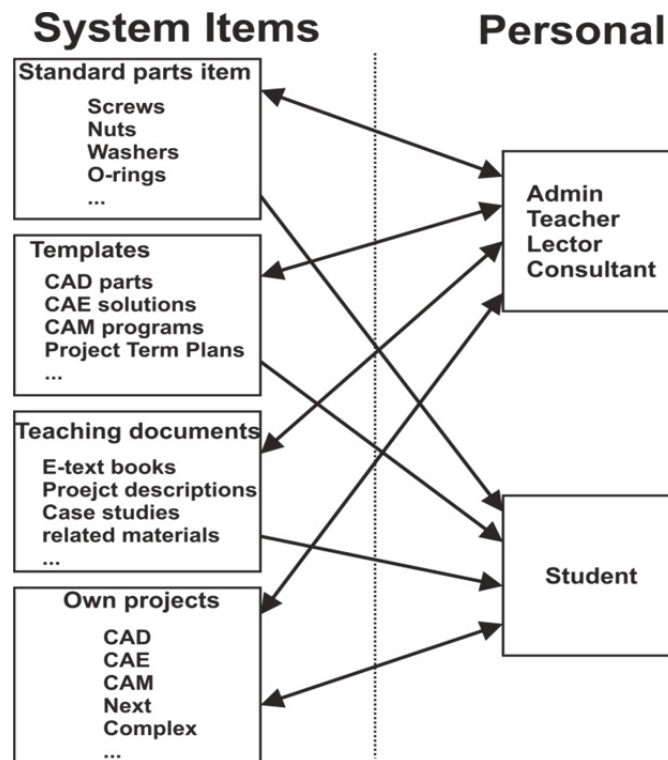 System Items
Personal
Standard parts item
Screws
Nuts
Washers
O-rings
...
Templates
CAD parts
CAE solutions
CAM programs
Project Term Plans
...
Teaching documents
E-text books
Proejct descriptions
Case studies
related materials
...
Own projects
CAD
CAE
CAM
Next
Complex
...
Admin
Teacher
Lector
Consultant
Student